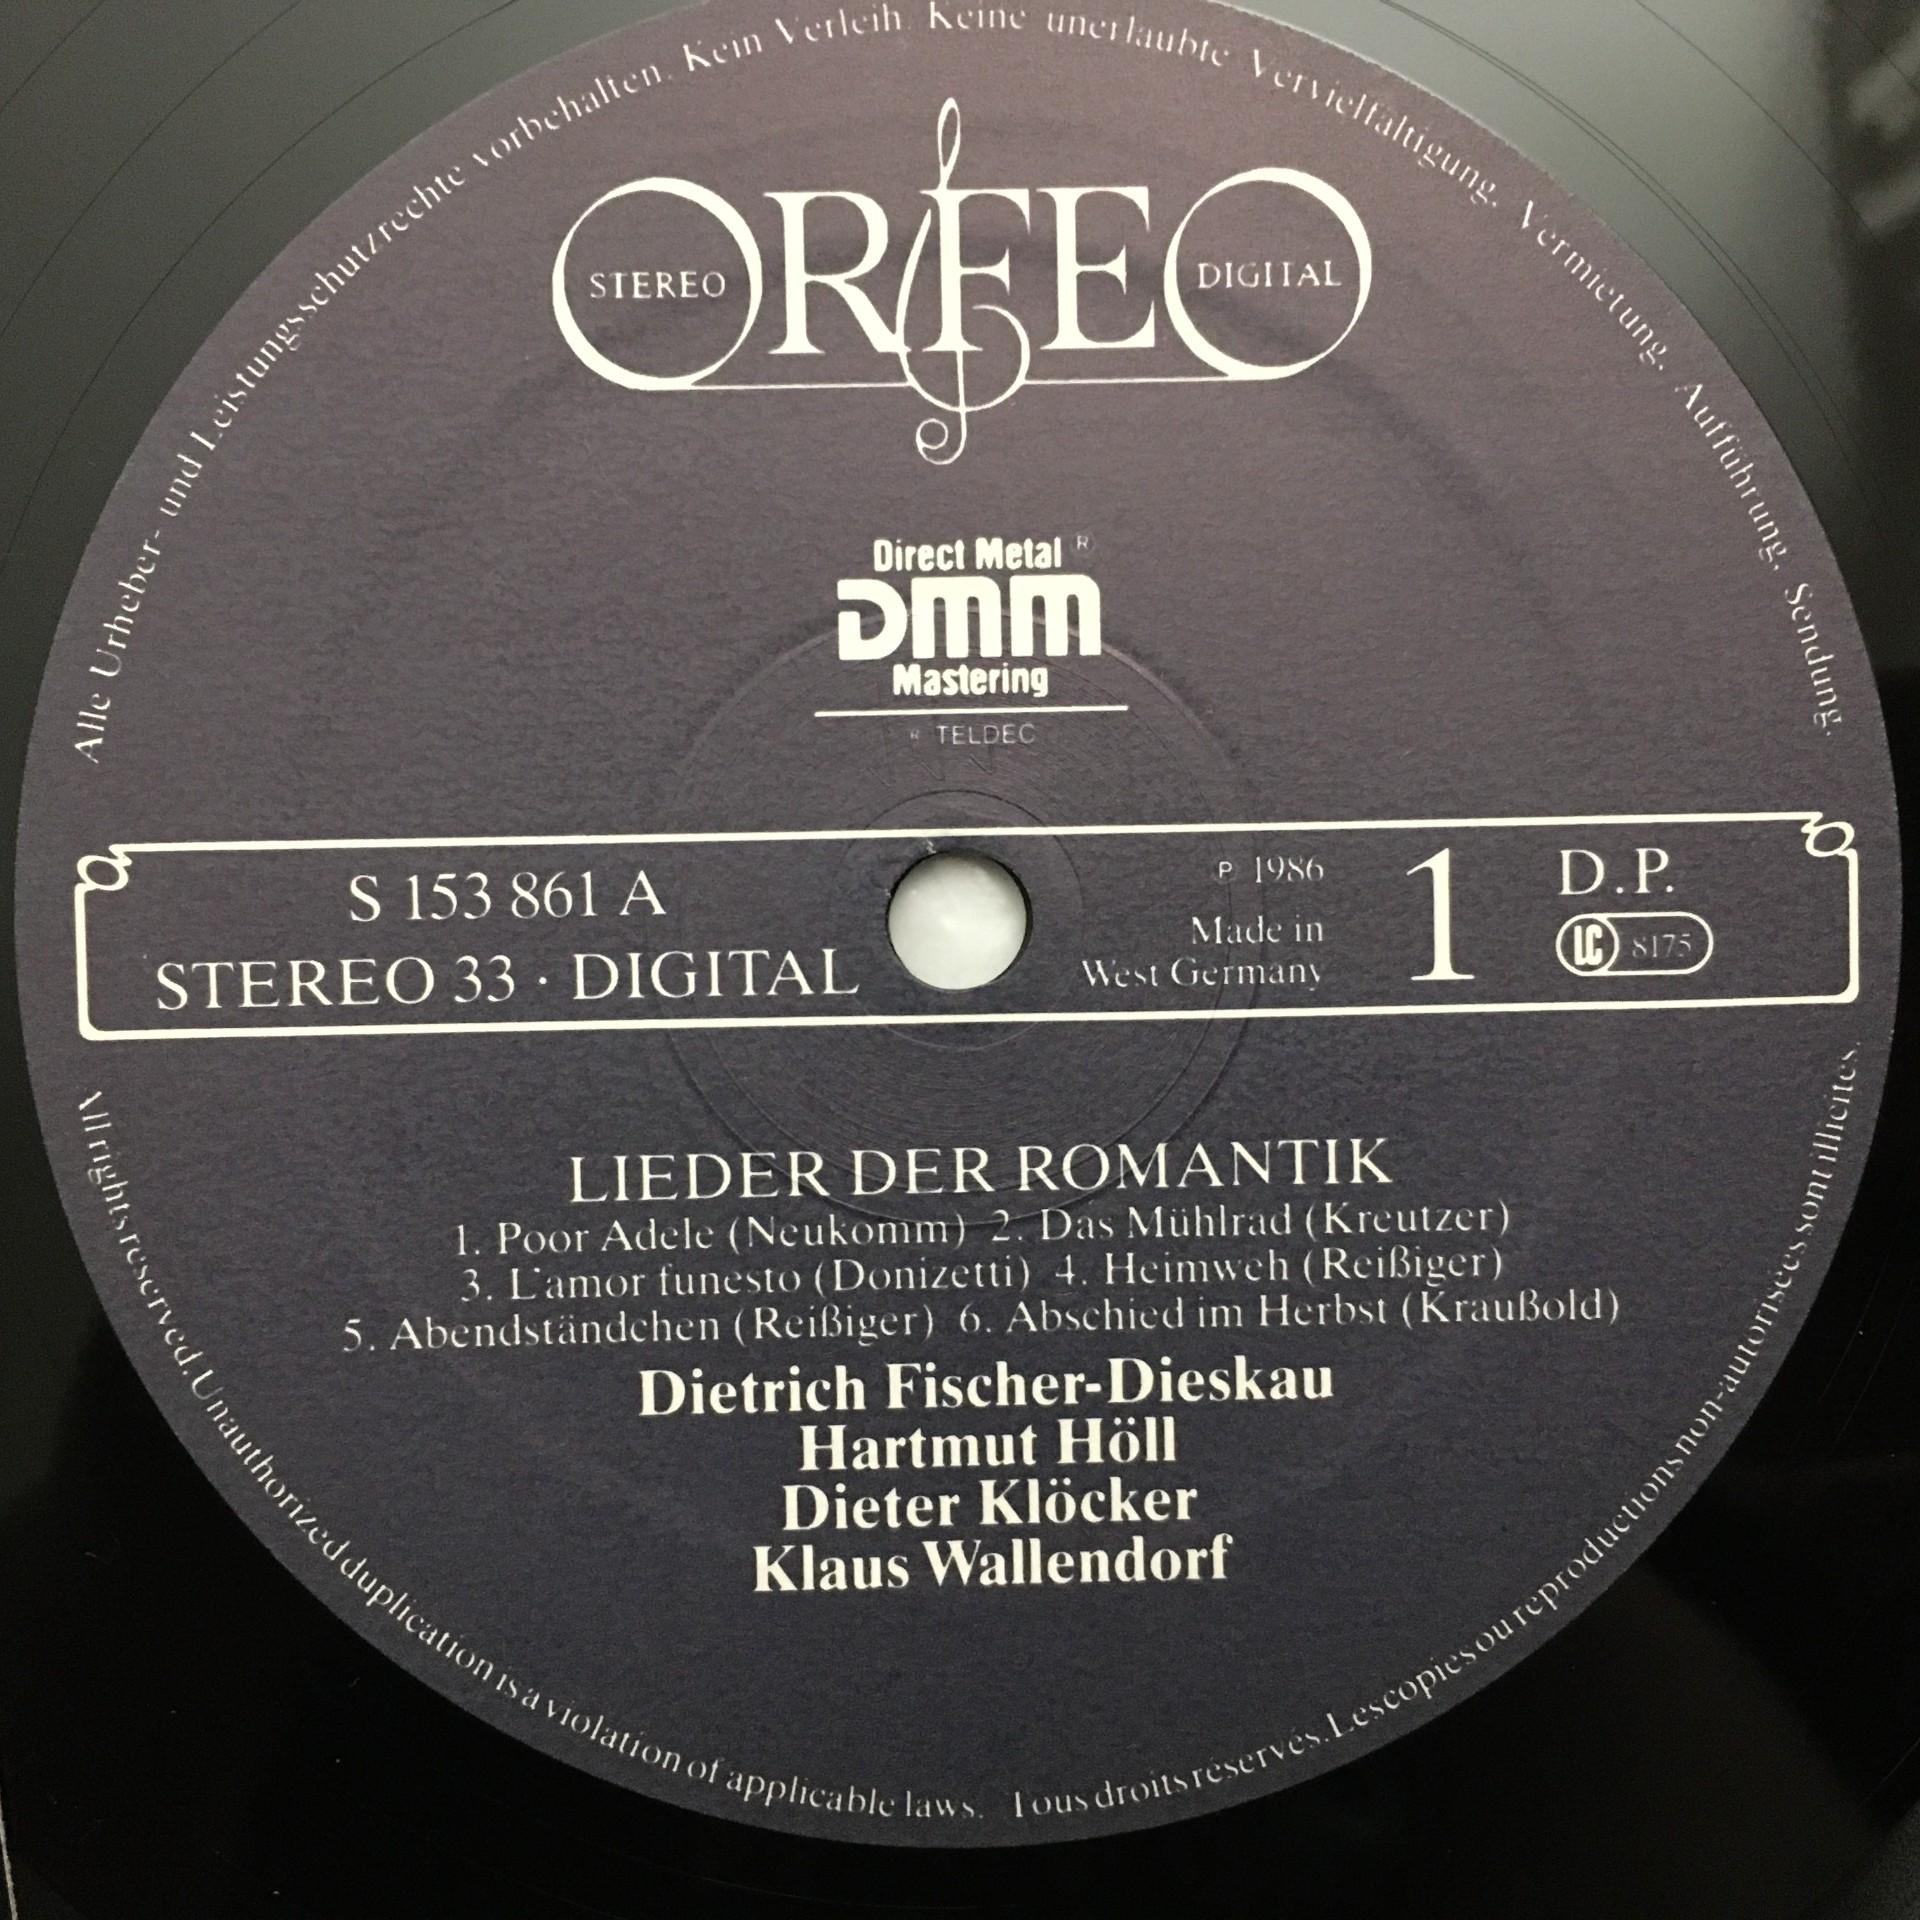 Alle Urheber- und Leistungsschutzrechte vorbehalten. Kein Verleih. Keine unerlaubte Vervielfältigung, Vermietung, Aufführung, Sendung.
ORFEO
STEREO
DIGITAL
Direct Metal ®
DMM
Mastering
® TELDEC
S 153 861 A
STEREO 33 · DIGITAL
℗ 1986
Made in
West Germany
1
D.P.
LC 8175
LIEDER DER ROMANTIK
1. Poor Adele (Neukomm) 2. Das Mühlrad (Kreutzer)
3. L'amor funesto (Donizetti) 4. Heimweh (Reißiger)
5. Abendständchen (Reißiger) 6. Abschied im Herbst (Kraußold)
Dietrich Fischer-Dieskau
Hartmut Höll
Dieter Klöcker
Klaus Wallendorf
All rights reserved. Unauthorized duplication is a violation of applicable laws. Tous droits réservés. Les copies ou reproductions non-autorisées sont illicites.